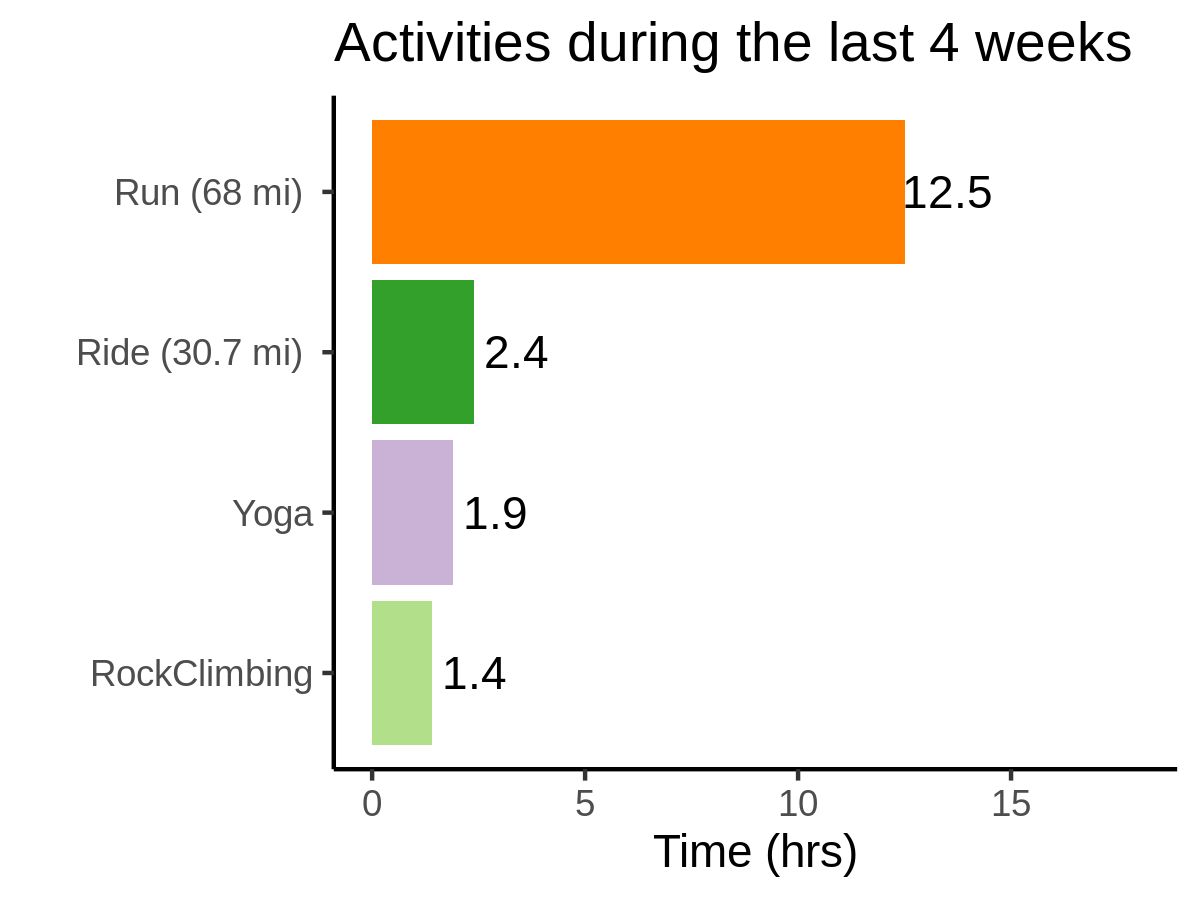 Activities during the last 4 weeks
Run (68 mi)
12.5
Ride (30.7 mi)
2.4
Yoga
1.9
RockClimbing
1.4
0 5 10 15
Time (hrs)